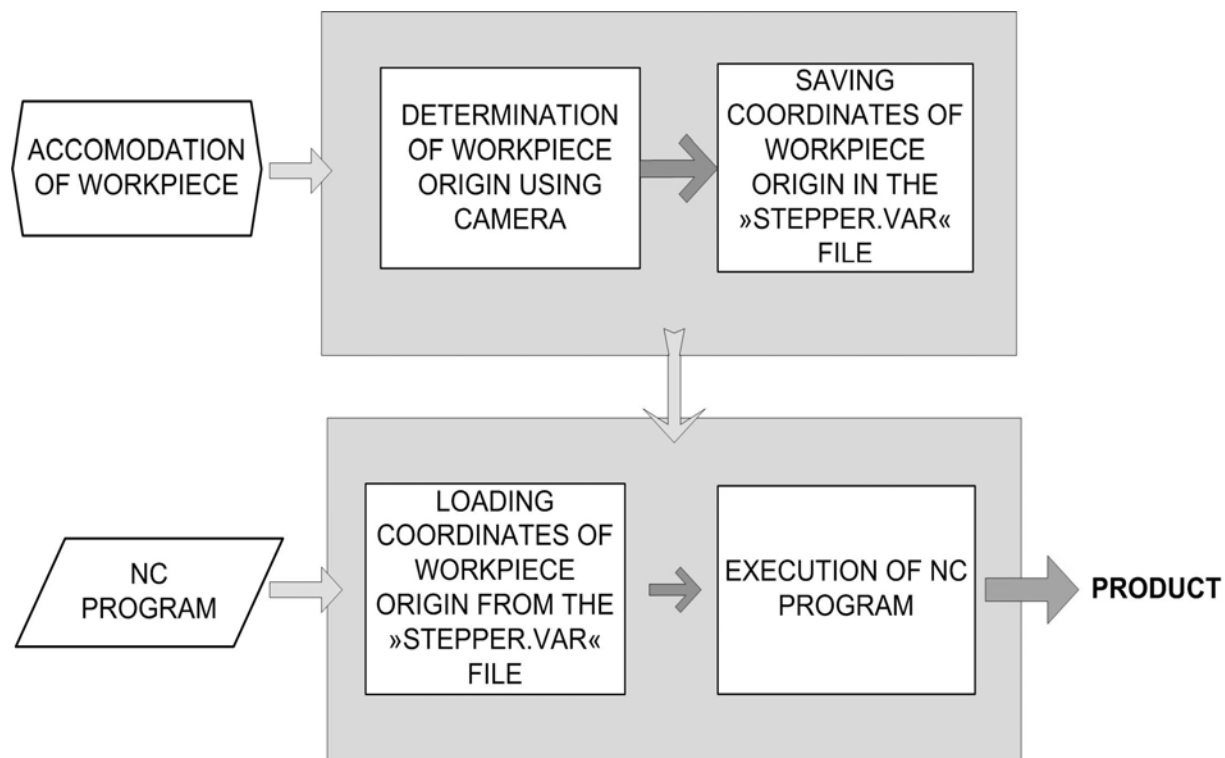 ACCOMODATION
OF WORKPIECE
DETERMINATION
OF WORKPIECE
ORIGIN USING
CAMERA
SAVING
COORDINATES OF
WORKPIECE
ORIGIN IN THE
»STEPPER.VAR«
FILE
NC
PROGRAM
LOADING
COORDINATES OF
WORKPIECE
ORIGIN FROM THE
»STEPPER.VAR«
FILE
EXECUTION OF NC
PROGRAM
PRODUCT